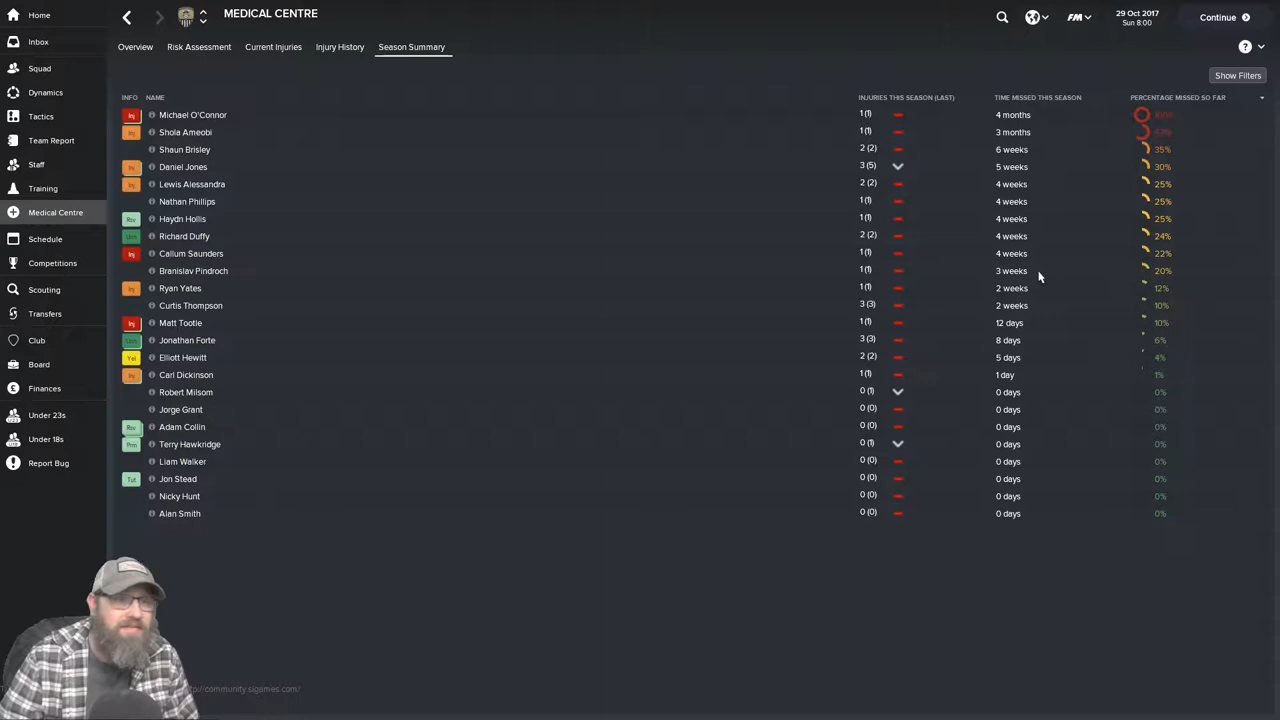 Home
MEDICAL CENTRE
29 Oct 2017
Sun 8:00
FM
Continue
Inbox
Overview Risk Assessment Current Injuries Injury History Season Summary
Squad
Show Filters
Dynamics
Tactics
Team Report
Staff
Training
Medical Centre
Schedule
Competitions
Scouting
Transfers
Club
Board
Finances
Under 23s
Under 18s
Report Bug
INFO NAME INJURIES THIS SEASON (LAST) TIME MISSED THIS SEASON PERCENTAGE MISSED SO FAR
Inj Michael O'Connor 1 (1) 4 months
Inj Shola Ameobi 1 (1) 3 months
Shaun Brisley 2 (2) 6 weeks 35%
Inj Daniel Jones 3 (5) 5 weeks 30%
Inj Lewis Alessandra 2 (2) 4 weeks 25%
Nathan Phillips 1 (1) 4 weeks 25%
Rsv Haydn Hollis 1 (1) 4 weeks 25%
Unn Richard Duffy 2 (2) 4 weeks 24%
Inj Callum Saunders 1 (1) 4 weeks 22%
Branislav Pindroch 1 (1) 3 weeks 20%
Inj Ryan Yates 1 (1) 2 weeks 12%
Curtis Thompson 3 (3) 2 weeks 10%
Inj Matt Tootle 1 (1) 12 days 10%
Unn Jonathan Forte 3 (3) 8 days 6%
Yel Elliott Hewitt 2 (2) 5 days 4%
Inj Carl Dickinson 1 (1) 1 day 1%
Robert Milsom 0 (1) 0 days 0%
Jorge Grant 0 (0) 0 days 0%
Rsv Adam Collin 0 (0) 0 days 0%
Prm Terry Hawkridge 0 (1) 0 days 0%
Liam Walker 0 (0) 0 days 0%
Tut Jon Stead 0 (0) 0 days 0%
Nicky Hunt 0 (0) 0 days 0%
Alan Smith 0 (0) 0 days 0%
tp://community.sigames.com/